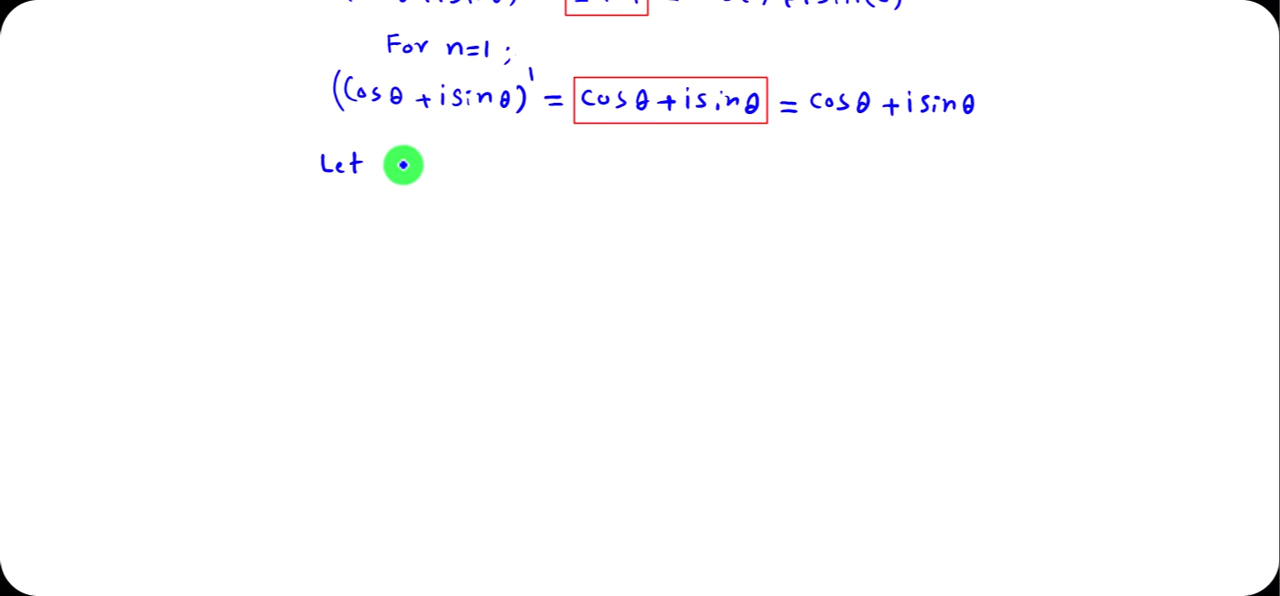 For n=1 ;
(Cosθ + isinθ)¹ = cosθ + isinθ = cosθ + isinθ
Let